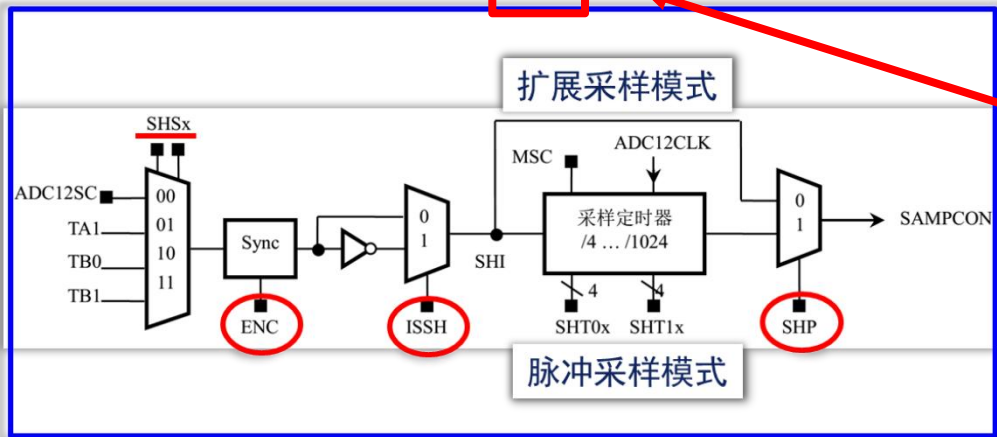 扩展采样模式
SHSx
ADC12SC
TA1
TB0
TB1
00
01
10
11
Sync
ENC
0
1
ISSH
SHI
MSC
ADC12CLK
采样定时器
/4 … /1024
4
4
SHT0x
SHT1x
0
1
SHP
SAMPCON
脉冲采样模式